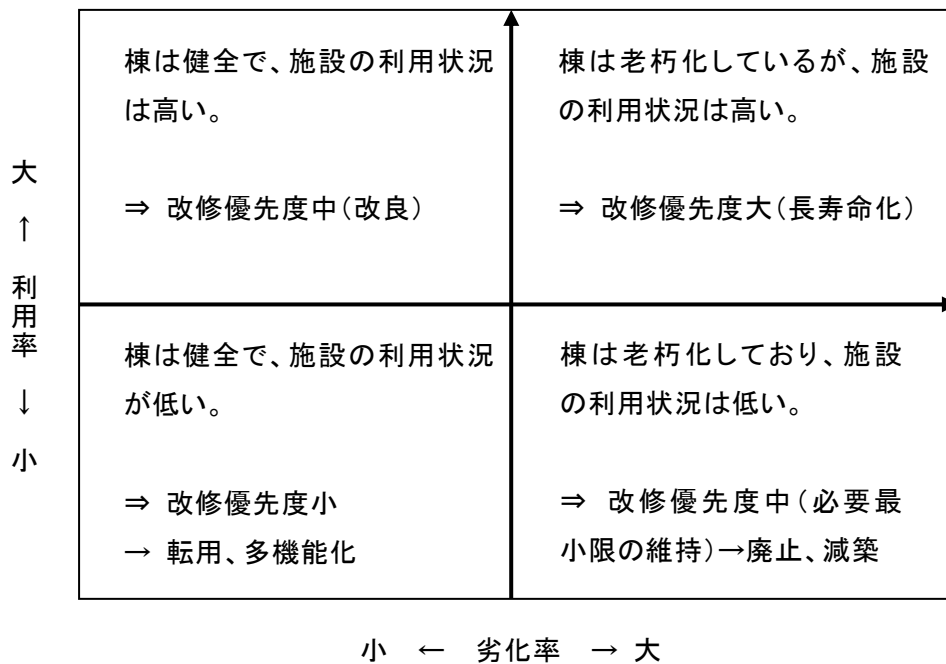 棟は健全で、施設の利用状況
は高い。
⇒ 改修優先度中(改良)
棟は老朽化しているが、施設
の利用状況は高い。
⇒ 改修優先度大(長寿命化)
大
↑
利用率
↓
小
棟は健全で、施設の利用状況
が低い。
⇒ 改修優先度小
→ 転用、多機能化
棟は老朽化しており、施設
の利用状況は低い。
⇒ 改修優先度中(必要最
小限の維持)→廃止、減築
小 ← 劣化率 → 大